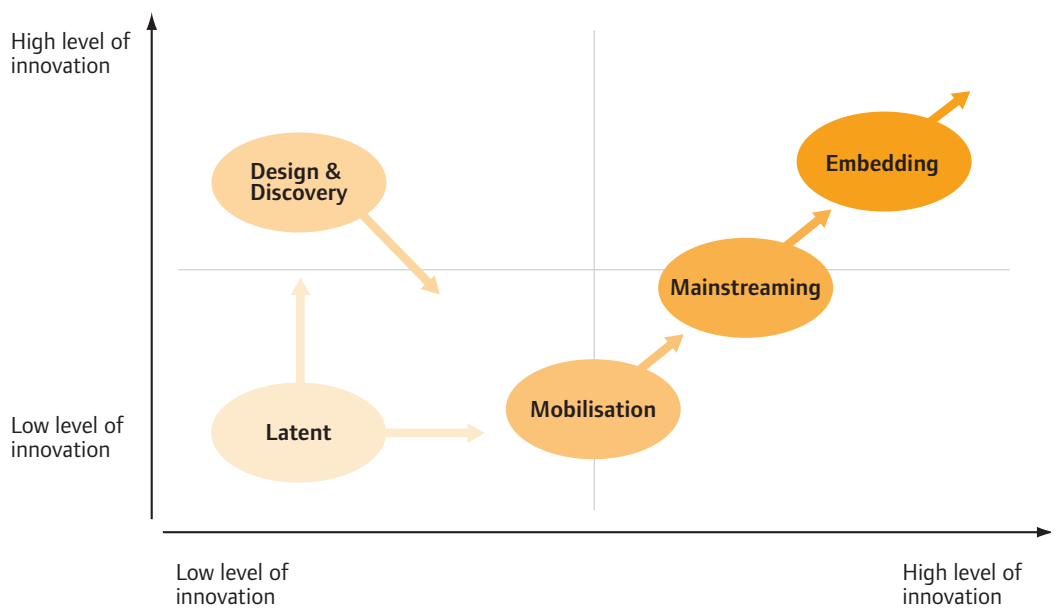 High level of
innovation
Design &
Discovery
Embedding
Mainstreaming
Mobilisation
Latent
Low level of
innovation
Low level of
innovation
High level of
innovation